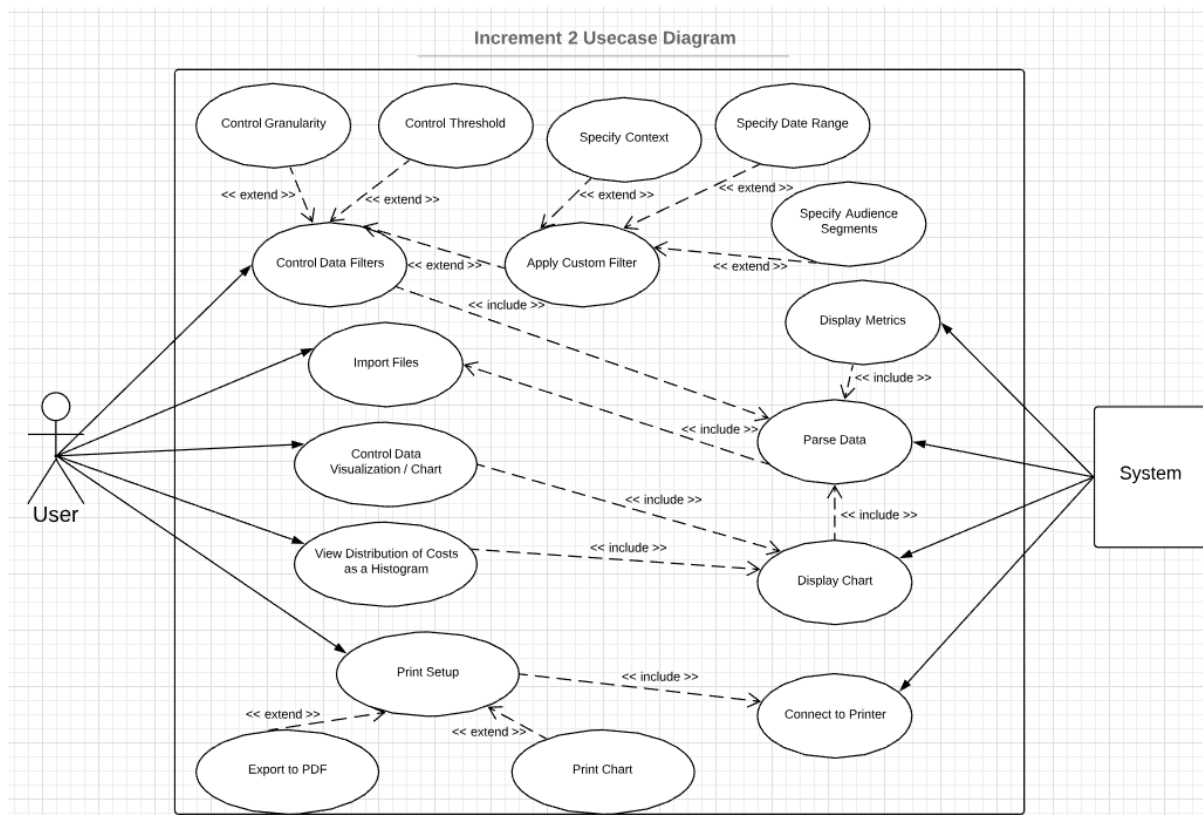 Increment 2 Usecase Diagram
Control Granularity
Control Threshold
Specify Context
Specify Date Range
<< extend >>
<< extend >>
<< extend >>
<< extend >>
Specify Audience
Segments
Control Data Filters
<< extend >>
Apply Custom Filter
<< extend >>
<< include >>
Display Metrics
Import Files
<< include >>
<< include >>
Parse Data
Control Data
Visualization / Chart
System
<< include >>
<< include >>
User
View Distribution of Costs
as a Histogram
<< include >>
Display Chart
Print Setup
<< include >>
Connect to Printer
<< extend >>
<< extend >>
Export to PDF
Print Chart